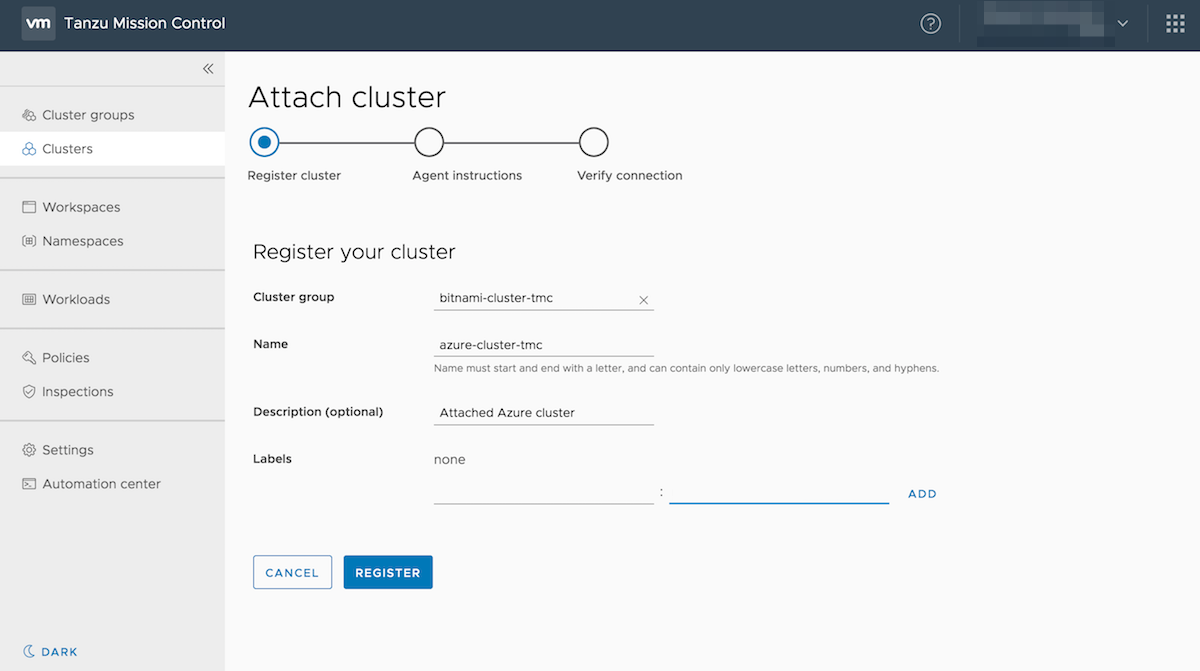 vm Tanzu Mission Control
?
Cluster groups
Clusters
Workspaces
Namespaces
Workloads
Policies
Inspections
Settings
Automation center
DARK
Attach cluster
Register cluster
Agent instructions
Verify connection
Register your cluster
Cluster group
bitnami-cluster-tmc
Name
azure-cluster-tmc
Name must start and end with a letter, and can contain only lowercase letters, numbers, and hyphens.
Description (optional)
Attached Azure cluster
Labels
none
:
ADD
CANCEL
REGISTER